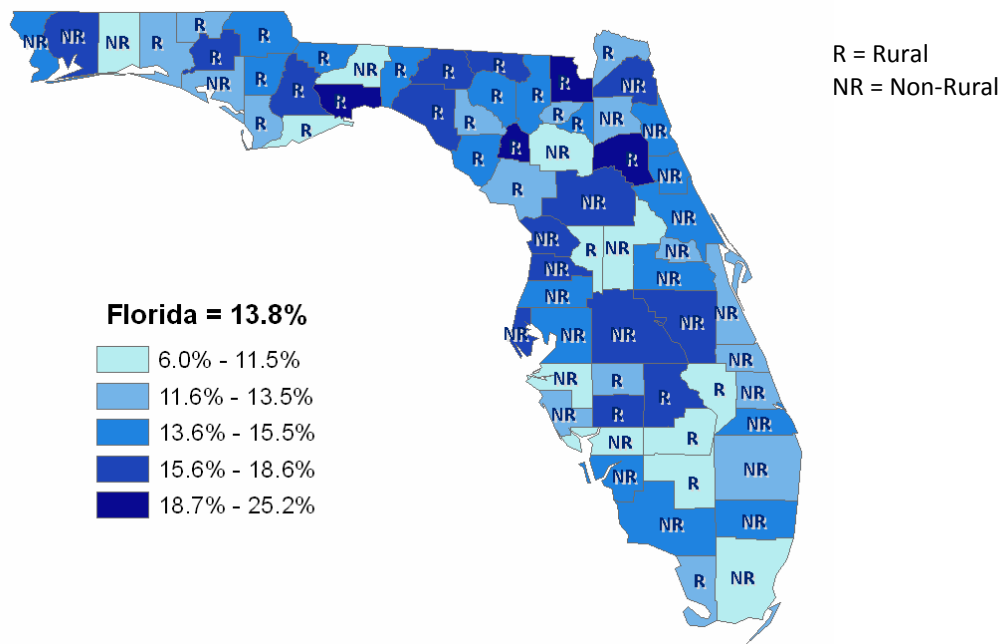 R = Rural
NR = Non-Rural
NR
NR
NR
R
R
R
R
R
NR
R
R
R
R
NR
R
R
R
R
R
R
R
R
NR
R
R
R
R
R
NR
NR
R
R
NR
R
NR
R
NR
NR
NR
R
NR
NR
NR
NR
NR
NR
NR
NR
NR
NR
NR
NR
R
R
R
NR
NR
R
NR
NR
R
NR
R
NR
NR
NR
R
NR
Florida = 13.8%
6.0% - 11.5%
11.6% - 13.5%
13.6% - 15.5%
15.6% - 18.6%
18.7% - 25.2%